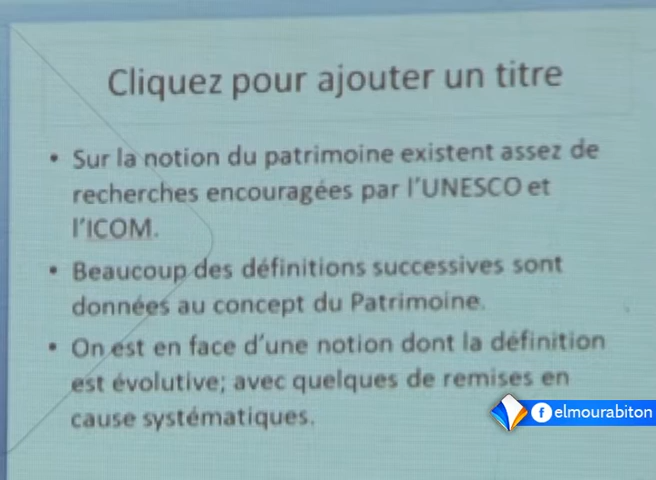 Cliquez pour ajouter un titre
• Sur la notion du patrimoine existent assez de
recherches encouragées par l'UNESCO et
l'ICOM.
• Beaucoup des définitions successives sont
données au concept du Patrimoine.
• On est en face d'une notion dont la définition
est évolutive; avec quelques de remises en
cause systématiques.
elmourabiton